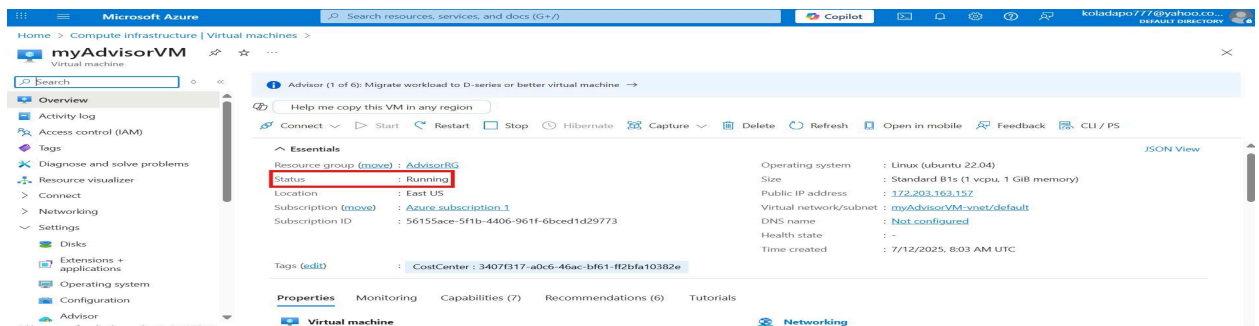 Microsoft Azure
Search resources, services, and docs (G+/)
Copilot
koladapo777@yahoo.co...
DEFAULT DIRECTORY
Home > Compute infrastructure | Virtual machines >
myAdvisorVM
Virtual machine
Search
Overview
Activity log
Access control (IAM)
Tags
Diagnose and solve problems
Resource visualizer
> Connect
> Networking
Settings
Disks
Extensions + applications
Operating system
Configuration
Advisor
Advisor (1 of 6): Migrate workload to D-series or better virtual machine →
Help me copy this VM in any region
Connect Start Restart Stop Hibernate Capture Delete Refresh Open in mobile Feedback CLI / PS
Essentials
JSON View
Resource group (move) : AdvisorRG
Status : Running
Location : East US
Subscription (move) : Azure subscription 1
Subscription ID : 56155ace-5f1b-4406-961f-6bced1d29773
Operating system : Linux (ubuntu 22.04)
Size : Standard B1s (1 vcpu, 1 GiB memory)
Public IP address : 172.203.163.157
Virtual network/subnet : myAdvisorVM-vnet/default
DNS name : Not configured
Health state : -
Time created : 7/12/2025, 8:03 AM UTC
Tags (edit) : CostCenter : 3407f317-a0c6-46ac-bf61-ff2bfa10382e
Properties Monitoring Capabilities (7) Recommendations (6) Tutorials
Virtual machine
Networking